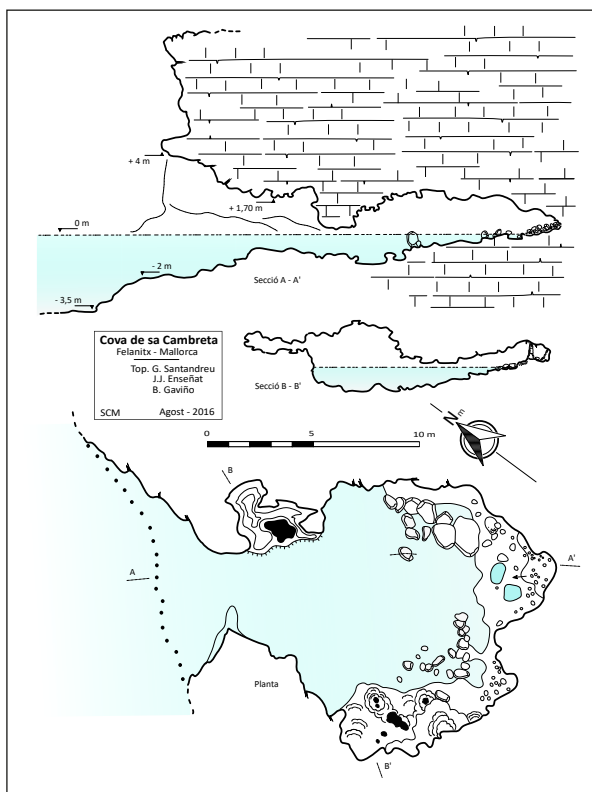 + 4 m
+ 1,70 m
0 m
- 2 m
Secció A - A'
- 3,5 m
Cova de sa Cambreta
Felanitx - Mallorca
Top. G. Santandreu
J.J. Enseñat
B. Gaviño
SCM Agost - 2016
Secció B - B'
N E
0 5 10 m
B
A
A'
Planta
B'